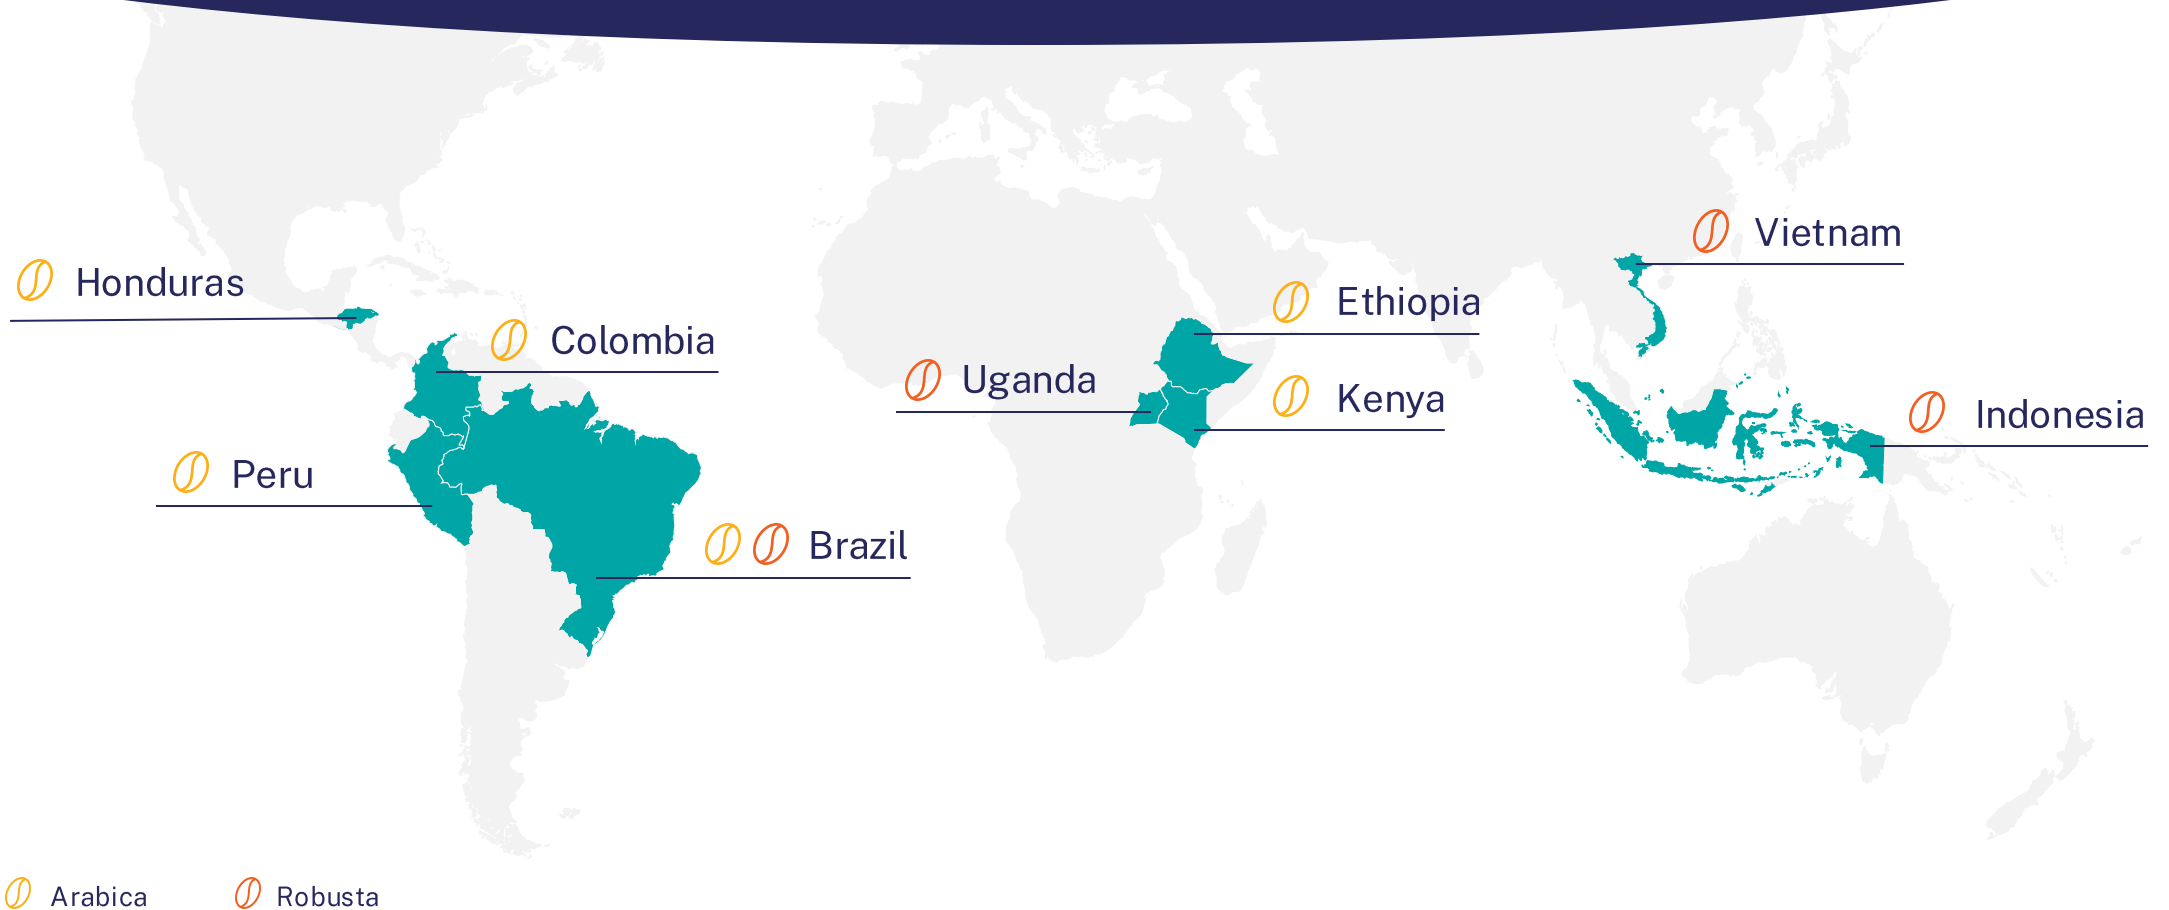 Vietnam
Honduras
Ethiopia
Colombia
Uganda
Kenya
Indonesia
Peru
Brazil
Arabica
Robusta